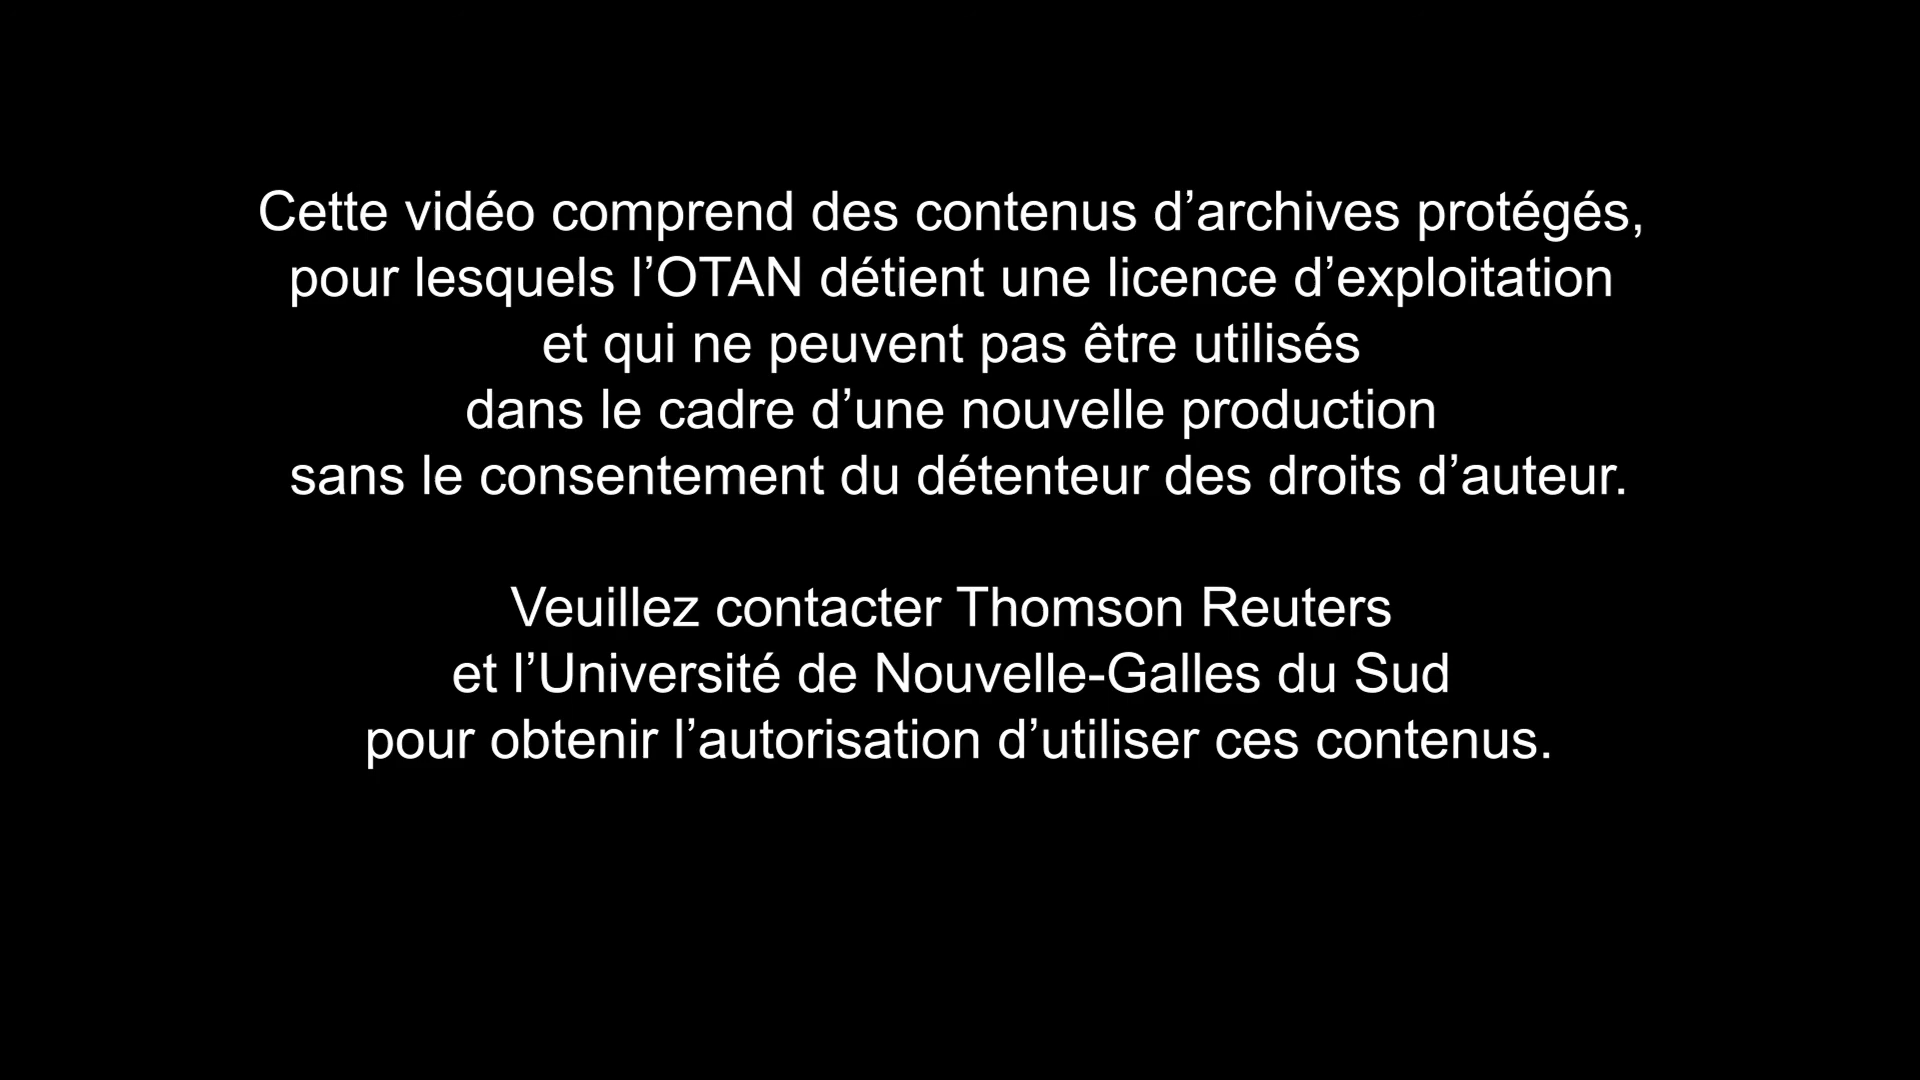 Cette vidéo comprend des contenus d’archives protégés,
pour lesquels l’OTAN détient une licence d’exploitation
et qui ne peuvent pas être utilisés
dans le cadre d’une nouvelle production
sans le consentement du détenteur des droits d’auteur.
Veuillez contacter Thomson Reuters
et l’Université de Nouvelle-Galles du Sud
pour obtenir l’autorisation d’utiliser ces contenus.